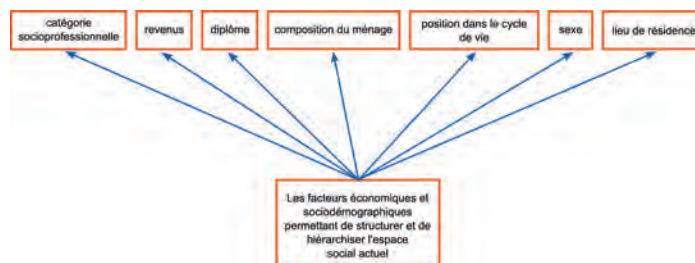 catégorie
socioprofessionnelle
revenus
diplôme
composition du ménage
position dans le cycle
de vie
sexe
lieu de résidence
Les facteurs économiques et
sociodémographiques
permettant de structurer et de
hiérarchiser l'espace
social actuel